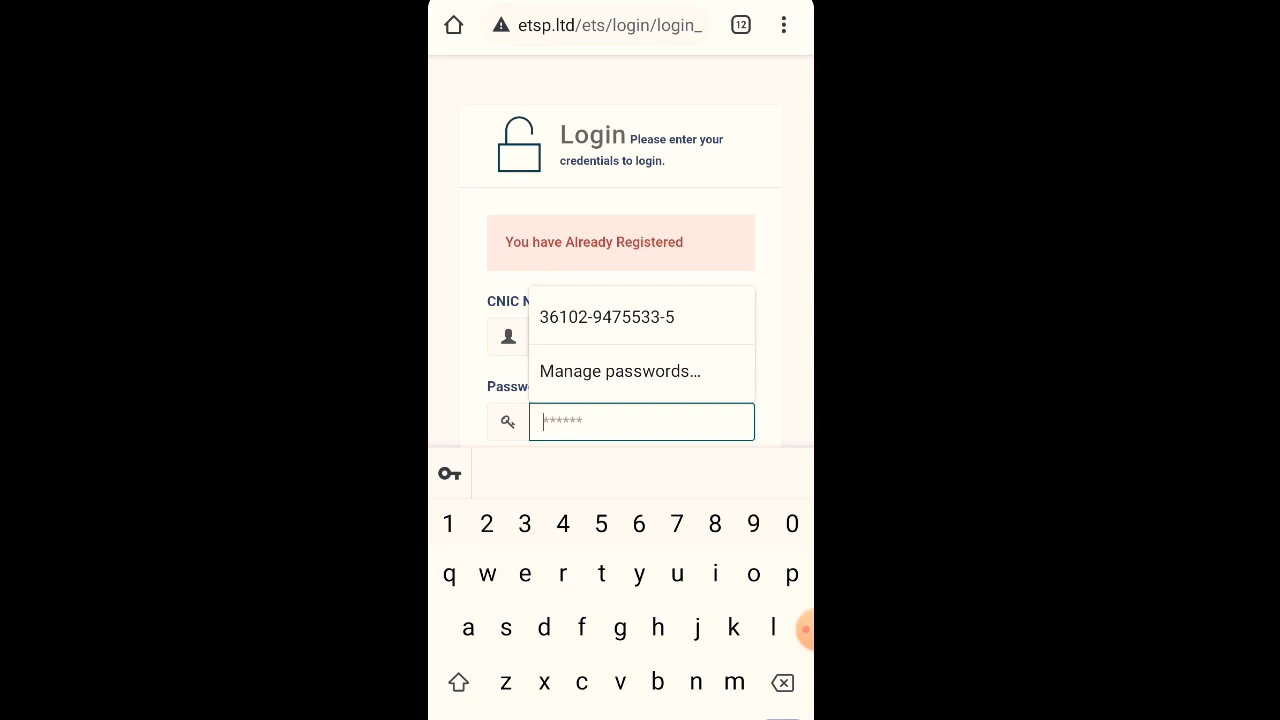 etsp.ltd/ets/login/login_
12
Login Please enter your
credentials to login.
You have Already Registered
CNIC N
36102-9475533-5
Manage passwords...
Passw
******
1 2 3 4 5 6 7 8 9 0
q w e r t y u i o p
a s d f g h j k l
z x c v b n m